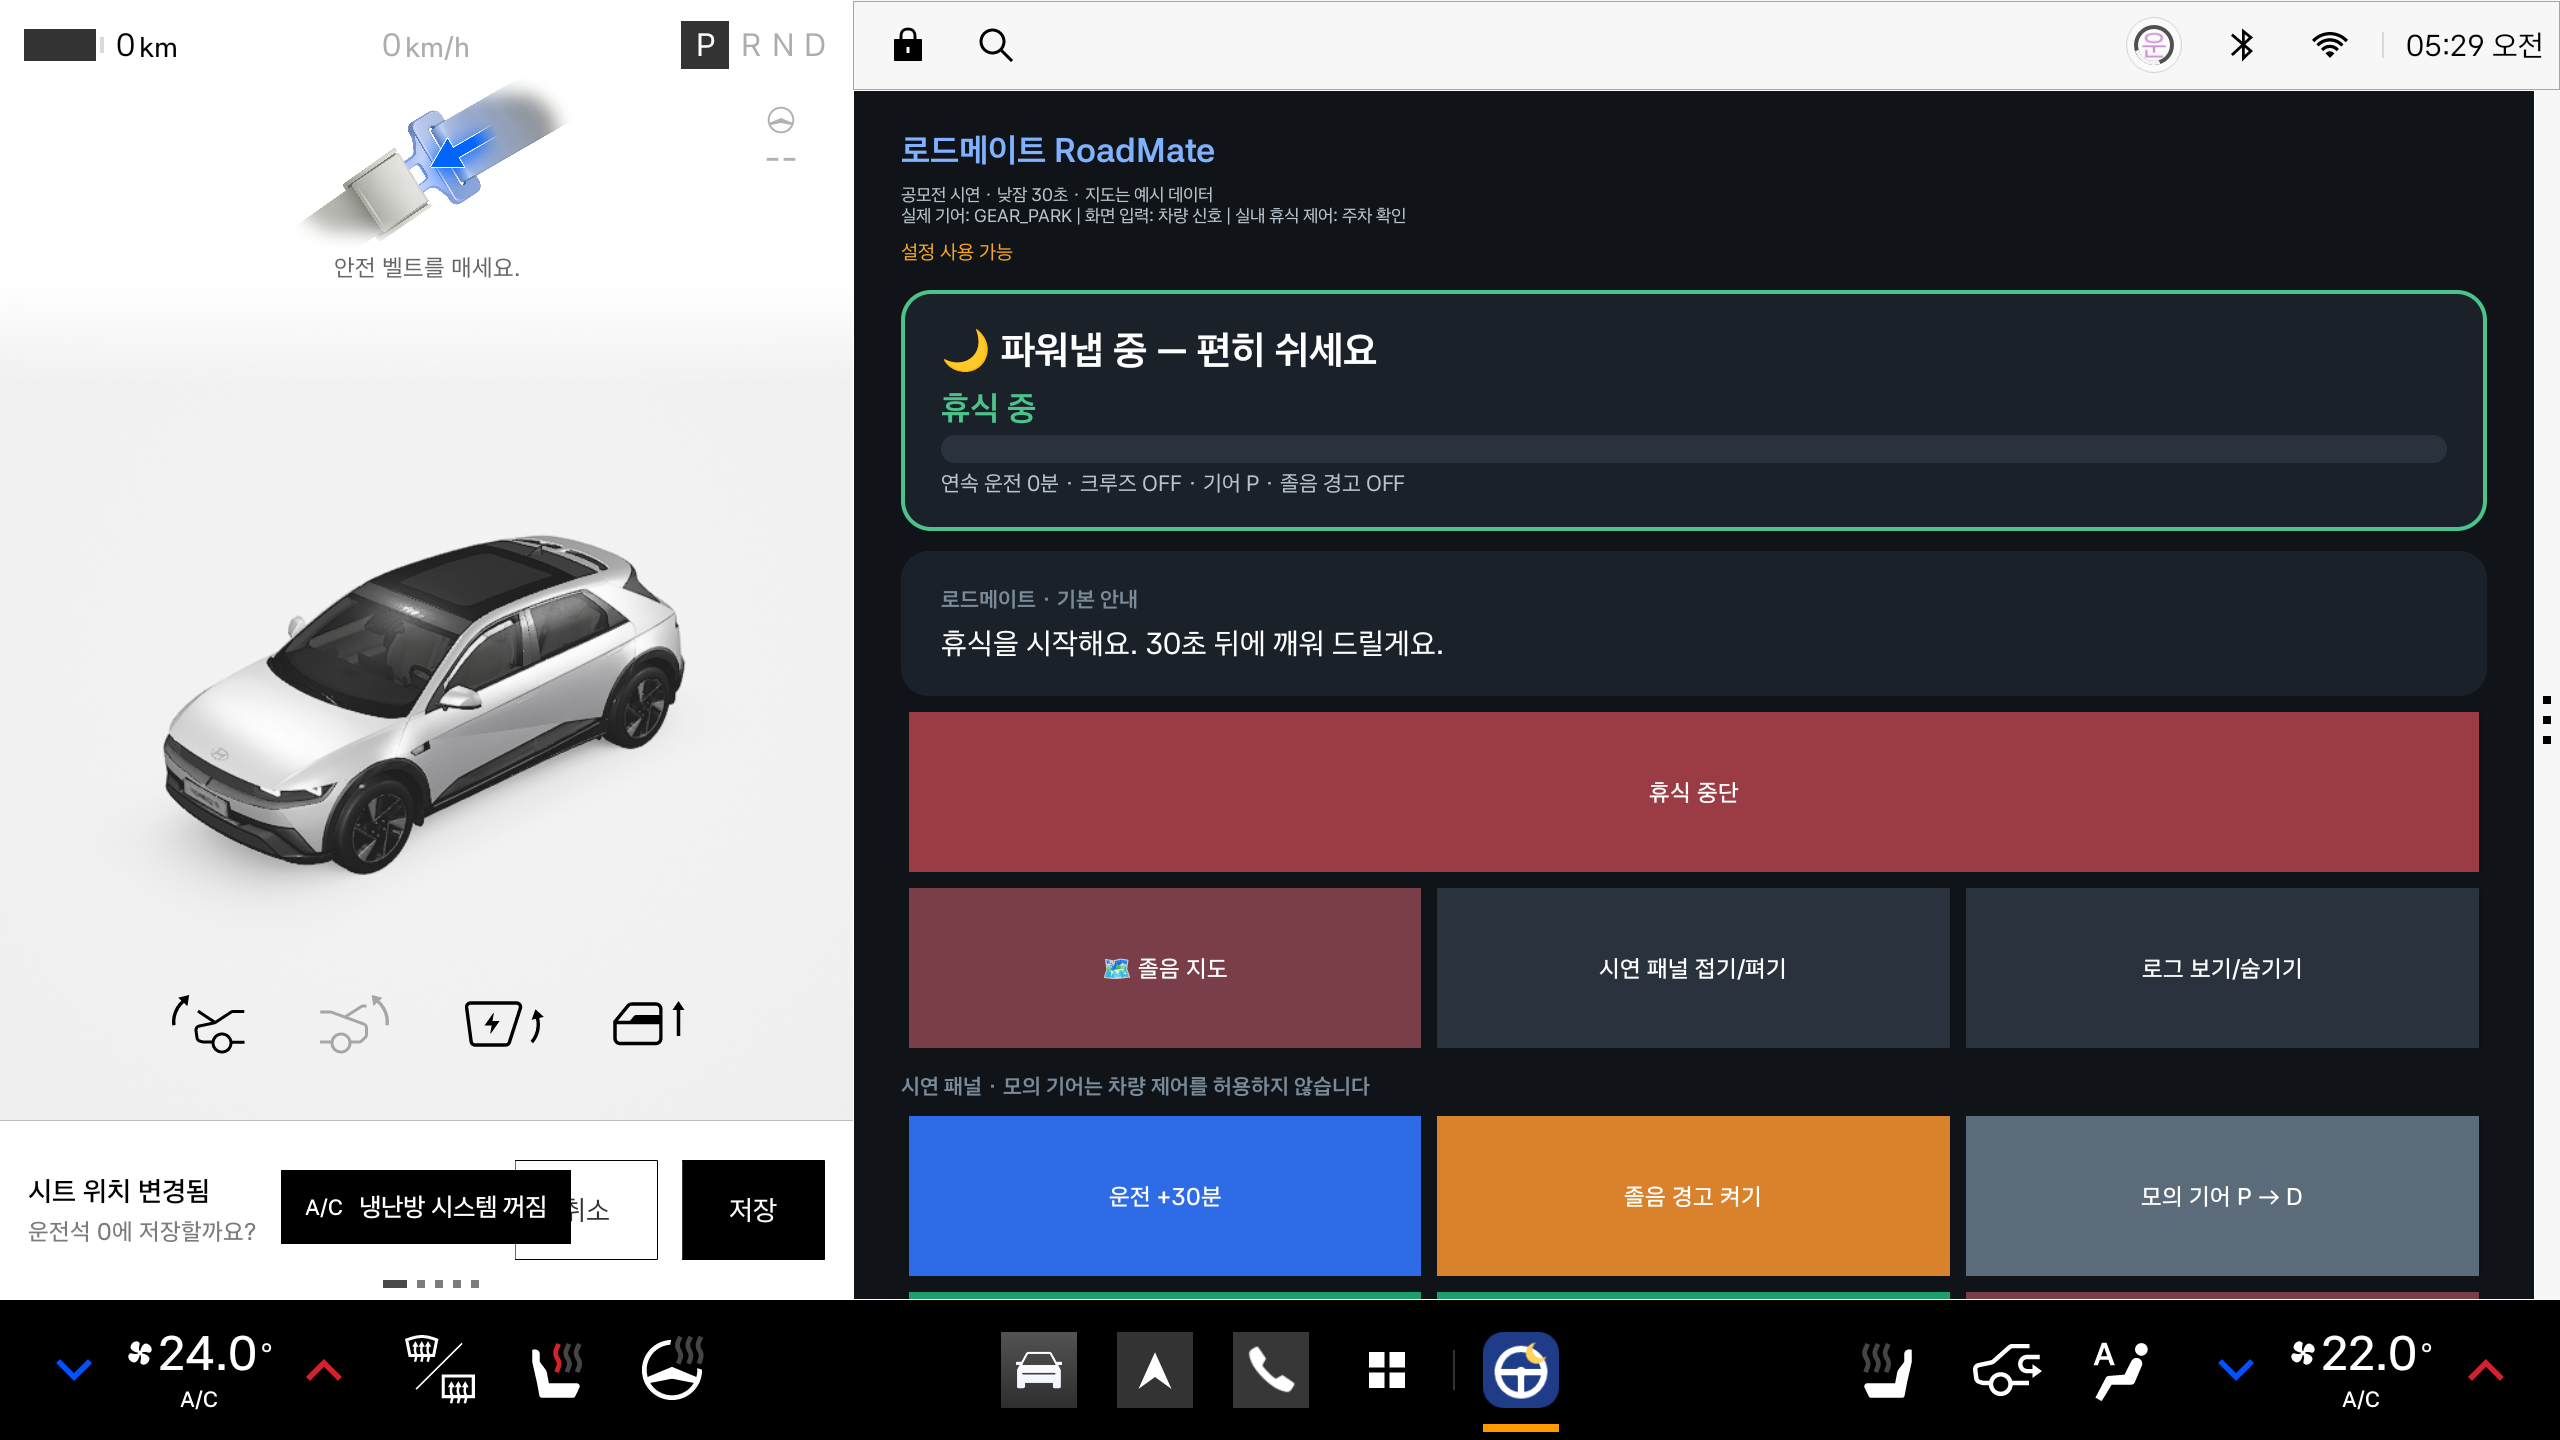 0 km
0 km/h
P R N D
안전 벨트를 매세요.
시트 위치 변경됨
운전석 0에 저장할까요?
A/C 냉난방 시스템 꺼짐
취소
저장
운
05:29 오전
로드메이트 RoadMate
공모전 시연 · 낮잠 30초 · 지도는 예시 데이터
실제 기어: GEAR_PARK | 화면 입력: 차량 신호 | 실내 휴식 제어: 주차 확인
설정 사용 가능
🌙 파워냅 중 — 편히 쉬세요
휴식 중
연속 운전 0분 · 크루즈 OFF · 기어 P · 졸음 경고 OFF
로드메이트 · 기본 안내
휴식을 시작해요. 30초 뒤에 깨워 드릴게요.
휴식 중단
🗺️ 졸음 지도
시연 패널 접기/펴기
로그 보기/숨기기
시연 패널 · 모의 기어는 차량 제어를 허용하지 않습니다
운전 +30분
졸음 경고 켜기
모의 기어 P → D
24.0°
A/C
A
22.0°
A/C